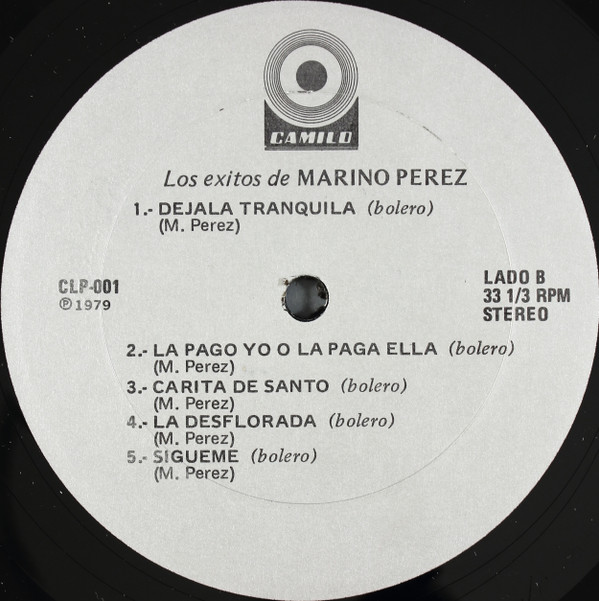 CAMILO
Los exitos de MARINO PEREZ
1.- DEJALA TRANQUILA (bolero)
(M. Perez)
CLP-001
℗ 1979
LADO B
33 1/3 RPM
STEREO
2.- LA PAGO YO O LA PAGA ELLA (bolero)
(M. Perez)
3.- CARITA DE SANTO (bolero)
(M. Perez)
4.- LA DESFLORADA (bolero)
(M. Perez)
5.- SIGUEME (bolero)
(M. Perez)